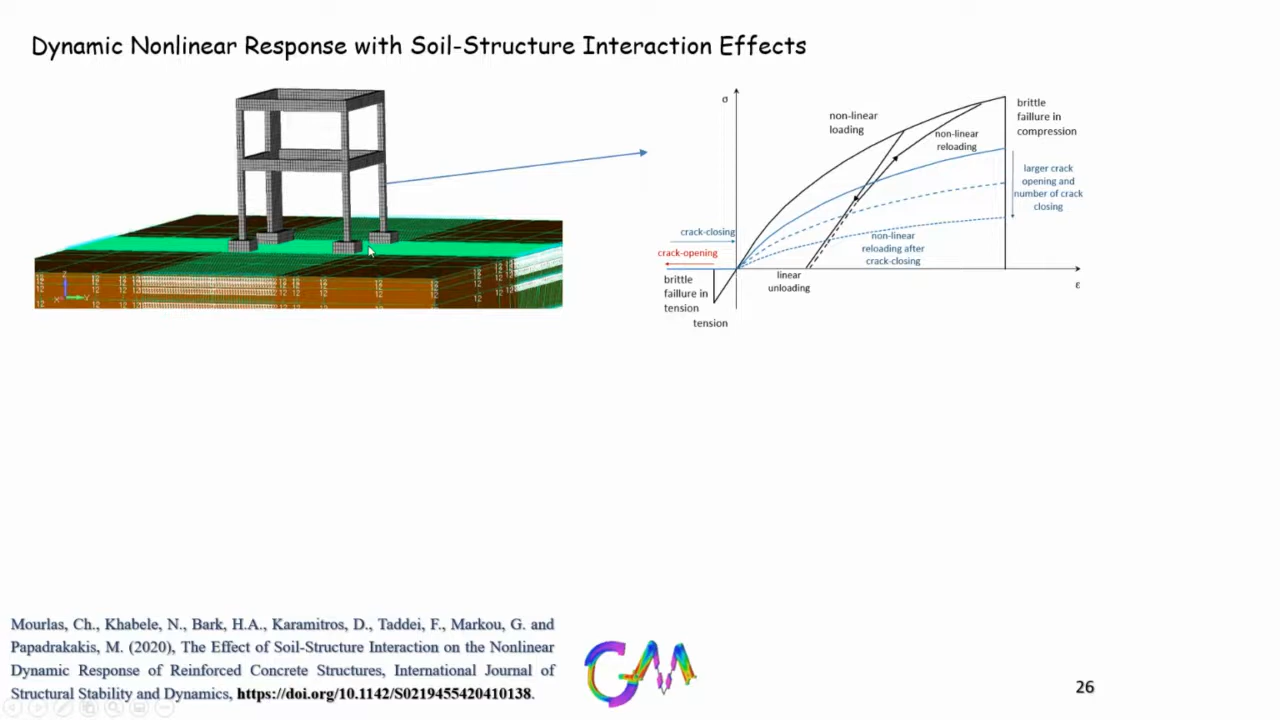 Dynamic Nonlinear Response with Soil-Structure Interaction Effects
σ
non-linear
loading
brittle
faillure in
compression
non-linear
reloading
larger crack
opening and
number of crack
closing
crack-closing
crack-opening
non-linear
reloading after
crack-closing
brittle
faillure in
tension
tension
linear
unloading
ε
Mourlas, Ch., Khabele, N., Bark, H.A., Karamitros, D., Taddei, F., Markou, G. and
Papadrakakis, M. (2020), The Effect of Soil-Structure Interaction on the Nonlinear
Dynamic Response of Reinforced Concrete Structures, International Journal of
Structural Stability and Dynamics, https://doi.org/10.1142/S0219455420410138.
GM
26